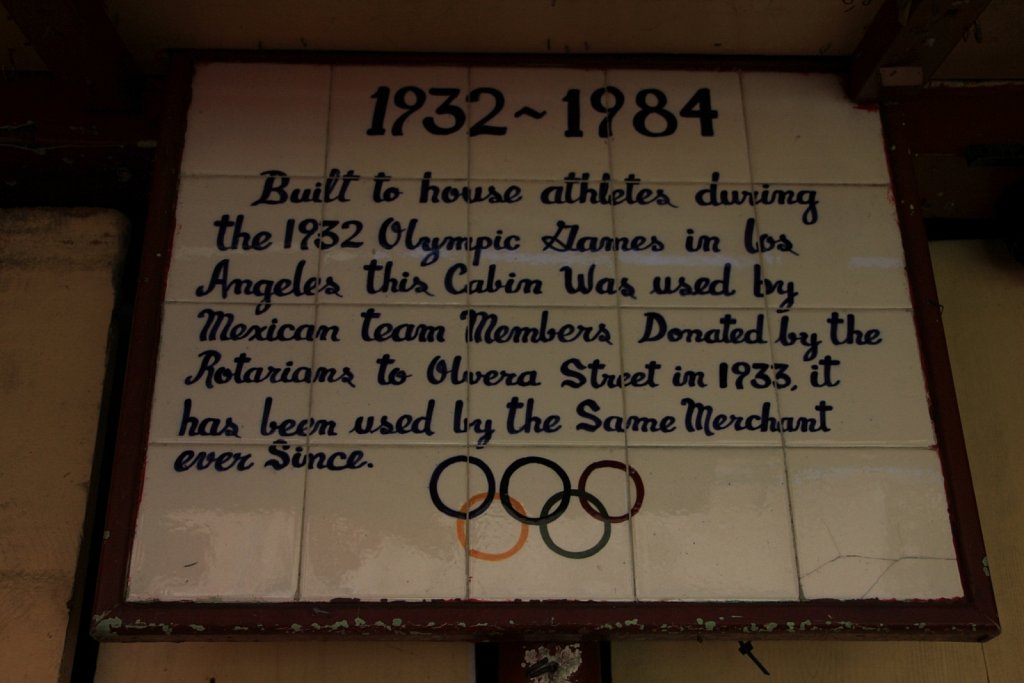 1932~1984
Built to house athletes during
the 1932 Olympic Games in Los
Angeles this Cabin Was used by
Mexican team Members Donated by the
Rotarians to Olvera Street in 1933, it
has been used by the Same Merchant
ever Since.